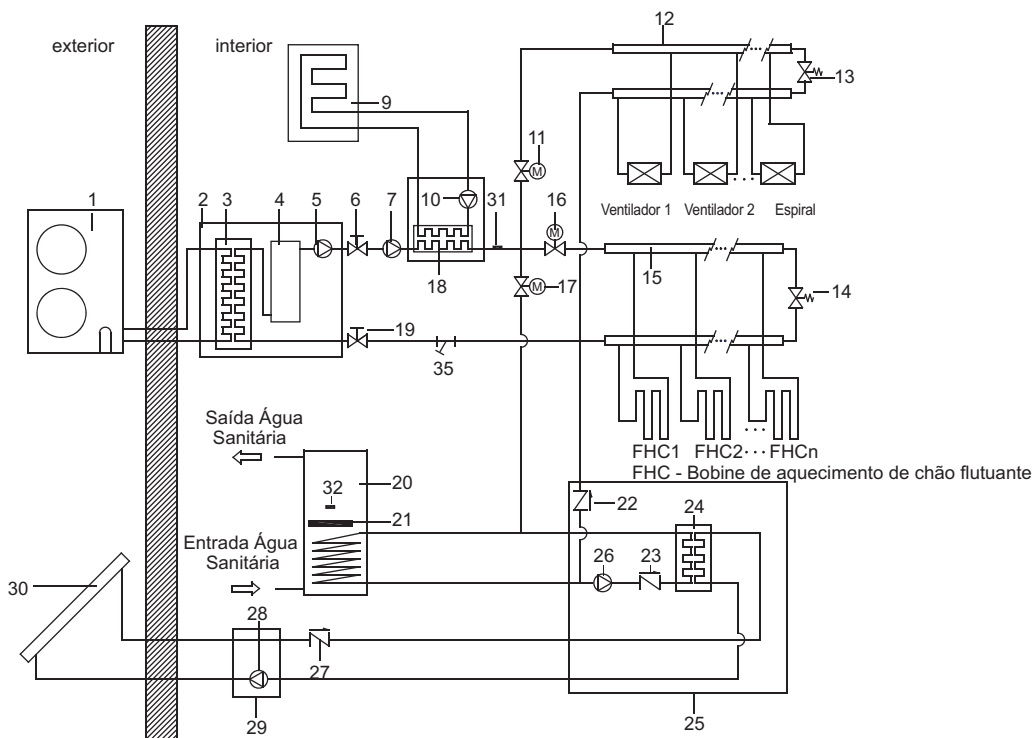 exterior
interior
12
13
9
11
1
2
3
4
5
6
7
10
31
16
M
M
Ventilador 1
Ventilador 2
Espiral
15
18
M
17
14
19
35
Saída Água
Sanitária
FHC1
FHC2
FHCn
FHC - Bobine de aquecimento de chão flutuante
32
20
21
22
24
Entrada Água
Sanitária
26
23
30
28
27
29
25